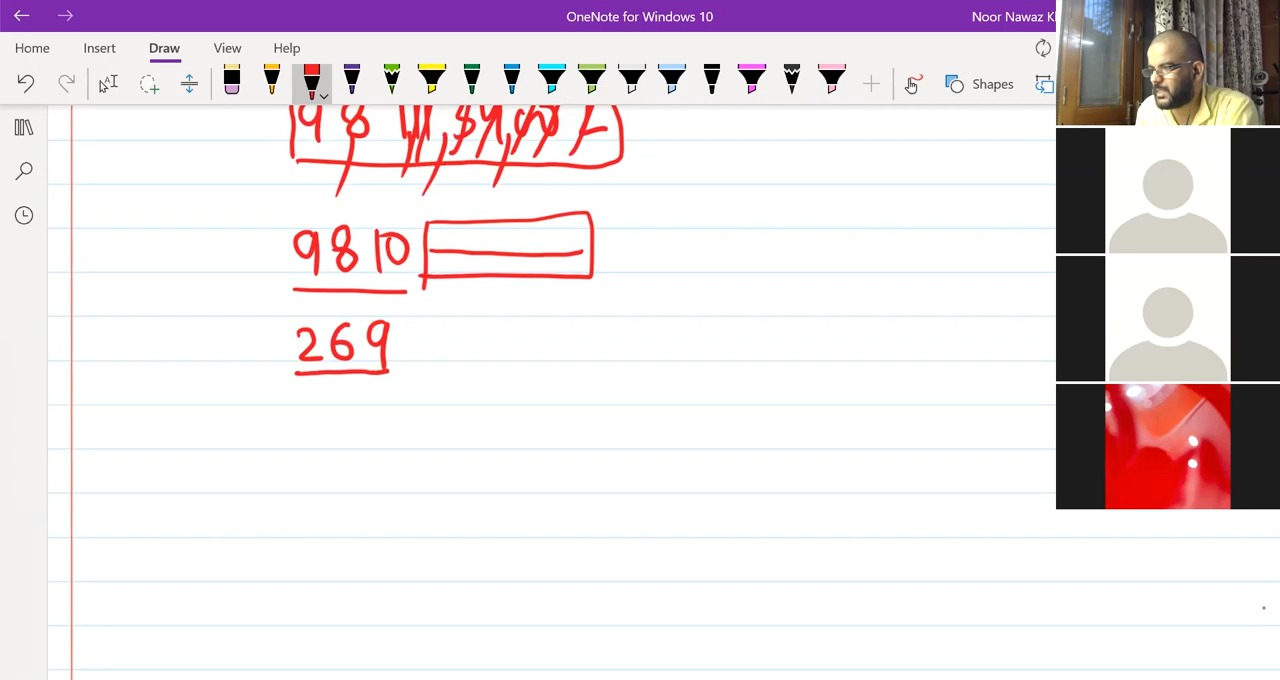 OneNote for Windows 10
Noor Nawaz
Home Insert Draw View Help
Shapes
9810
269